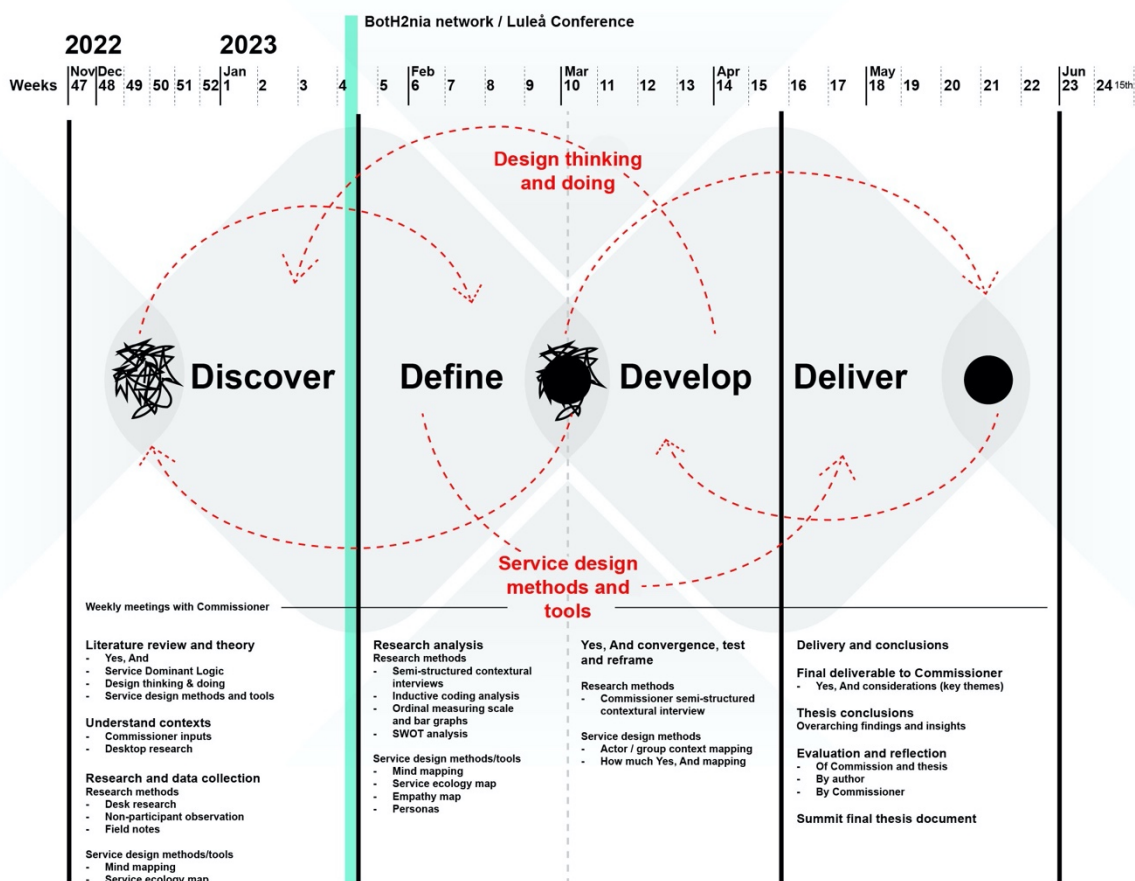 BotH2nia network / Luleå Conference
2022 2023
Nov Dec Jan Feb Mar Apr May Jun
Weeks 47 48 49 50 51 52 1 2 3 4 5 6 7 8 9 10 11 12 13 14 15 16 17 18 19 20 21 22 23 24 15th
Design thinking
and doing
Discover Define Develop Deliver
Service design
methods and
tools
Weekly meetings with Commissioner
Literature review and theory
- Yes, And
- Service Dominant Logic
- Design thinking & doing
- Service design methods and tools
Understand contexts
- Commissioner inputs
- Desktop research
Research and data collection
Research methods
- Desk research
- Non-participant observation
- Field notes
Service design methods/tools
- Mind mapping
- Service ecology map
Research analysis
Research methods
- Semi-structured contextural
interviews
- Inductive coding analysis
- Ordinal measuring scale
and bar graphs
- SWOT analysis
Service design methods/tools
- Mind mapping
- Service ecology map
- Empathy map
- Personas
Yes, And convergence, test
and reframe
Research methods
- Commissioner semi-structured
contextural interview
Service design methods
- Actor / group context mapping
- How much Yes, And mapping
Delivery and conclusions
Final deliverable to Commissioner
- Yes, And considerations (key themes)
Thesis conclusions
Overarching findings and insights
Evaluation and reflection
- Of Commission and thesis
- By author
- By Commissioner
Summit final thesis document